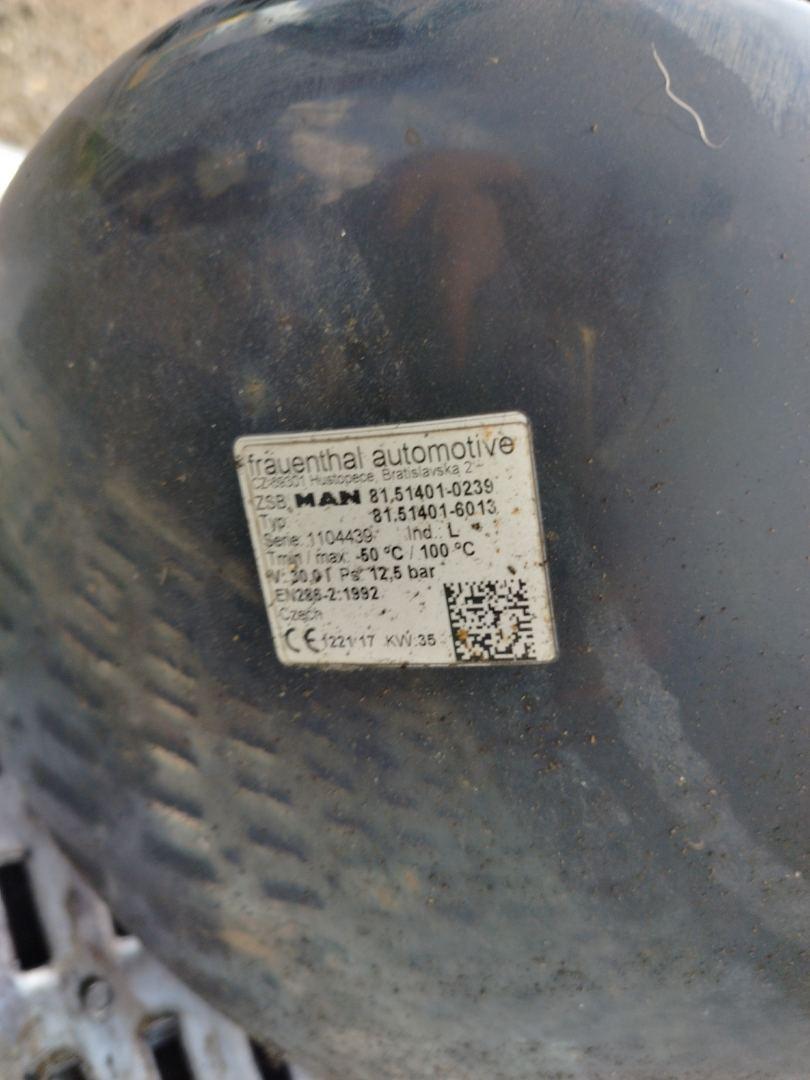 frauenthal automotive
CZ-69301 Hustopece, Bratislavska 2
ZSB. MAN 81.51401-0239
Typ 81.51401-6013
Serie: 1104439 Ind.: L
Tmin / max: -50 °C / 100 °C
V: 30,0 l Ps: 12,5 bar
EN286-2:1992
Czech
CE 1221/17 KW:35